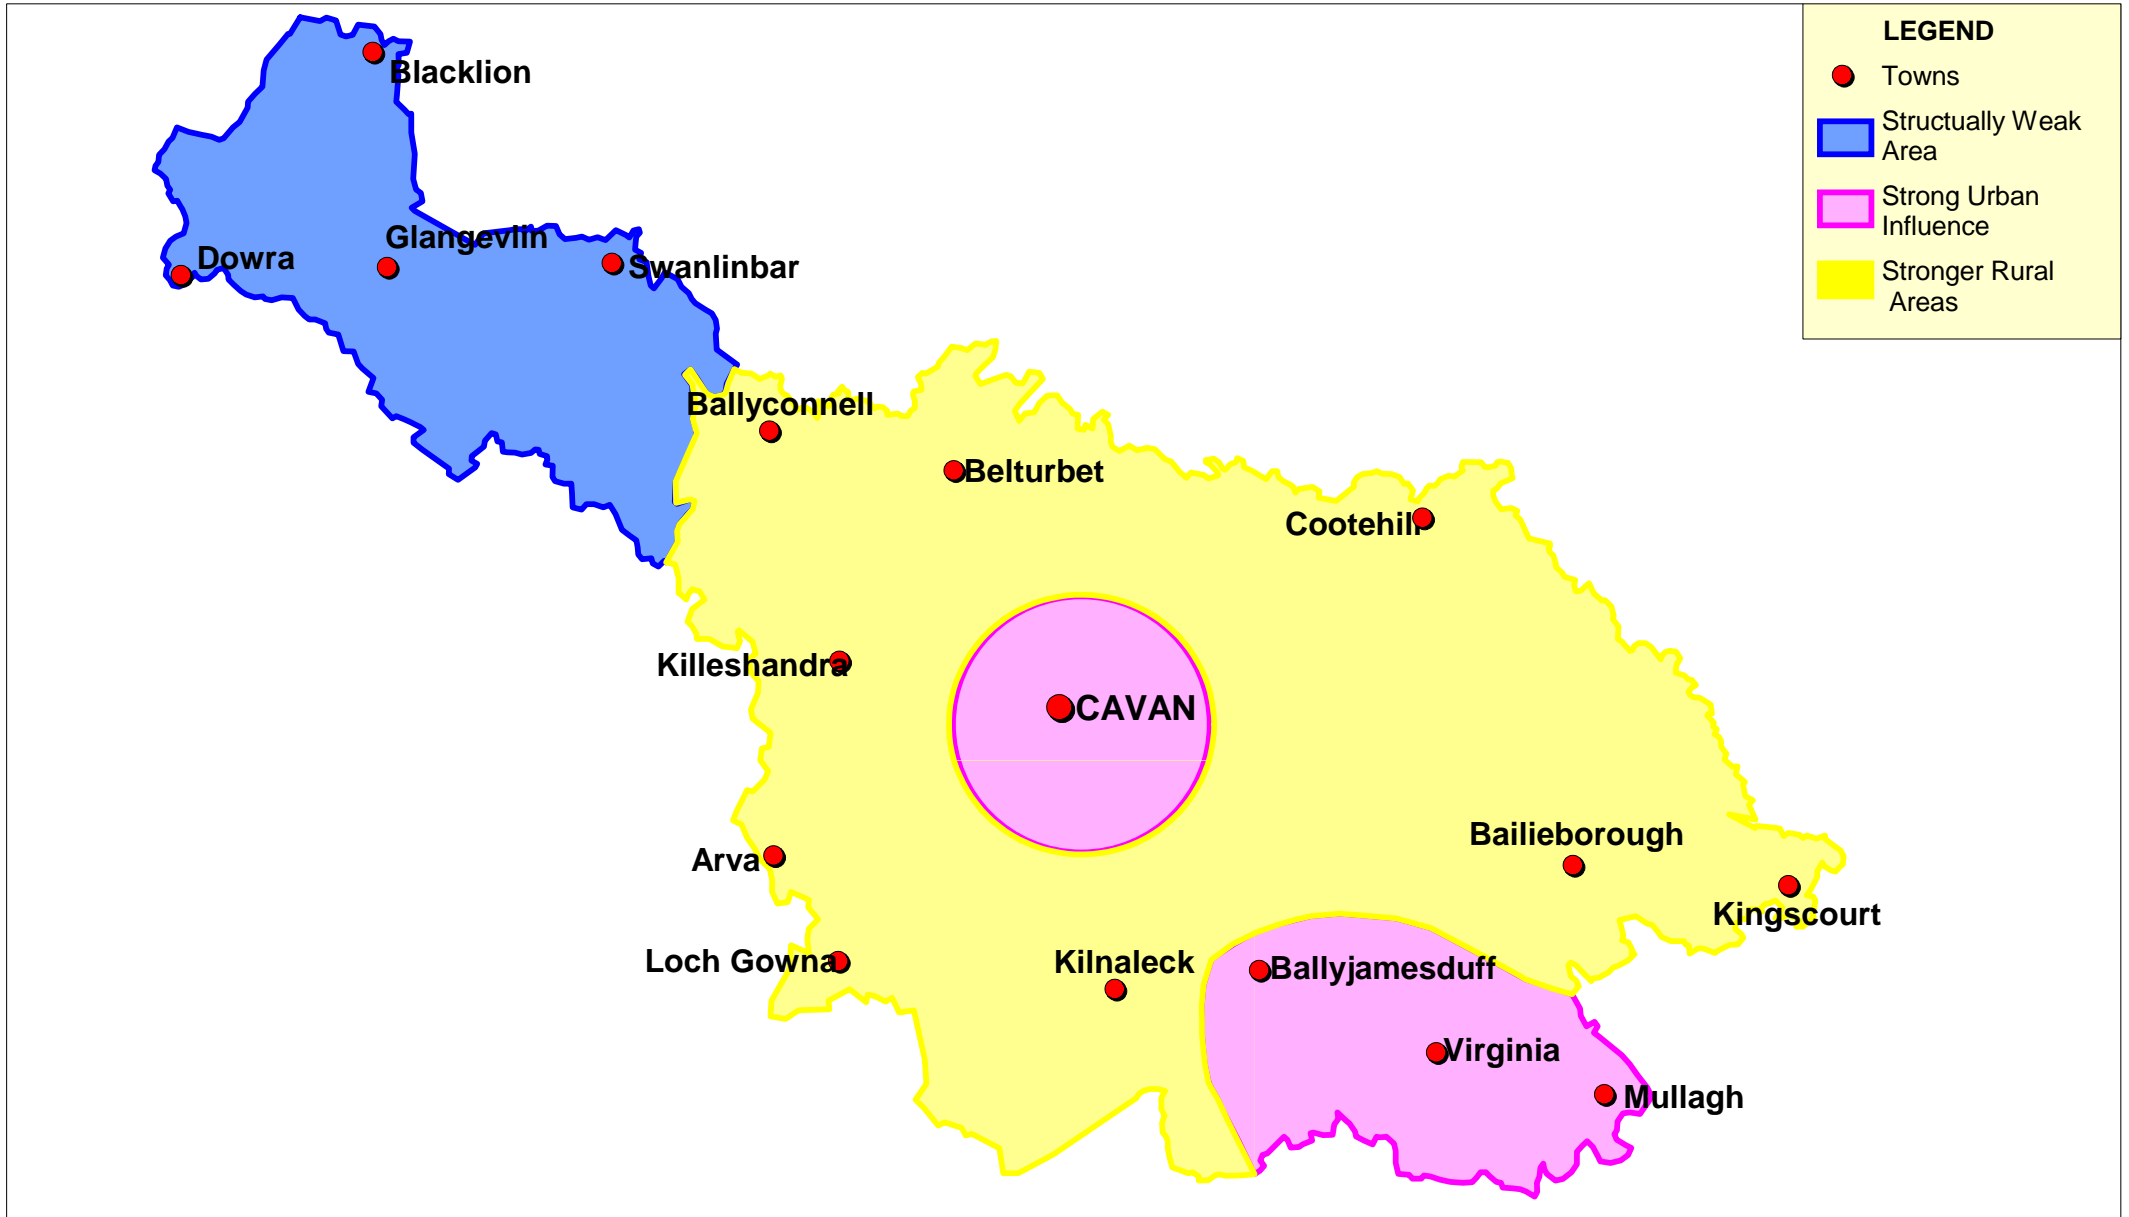 LEGEND
Towns
Structually Weak
Area
Strong Urban
Influence
Stronger Rural
Areas
Blacklion
Glangevlin
Dowra
Swanlinbar
Ballyconnell
Belturbet
Cootehill
Killeshandra
CAVAN
Bailieborough
Arva
Kingscourt
Loch Gowna
Kilnaleck
Ballyjamesduff
Virginia
Mullagh